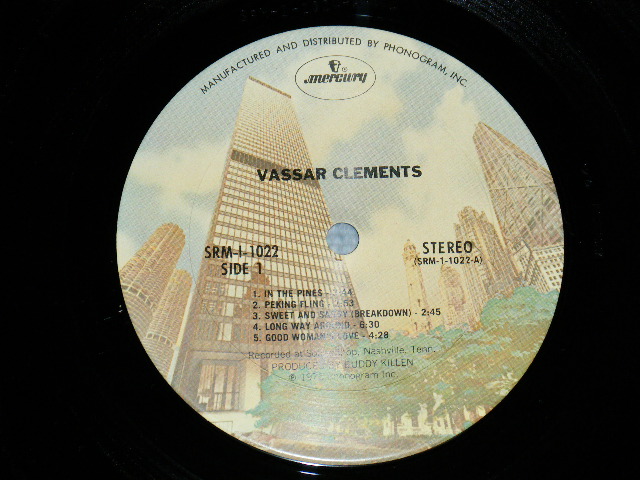 MANUFACTURED AND DISTRIBUTED BY PHONOGRAM, INC.
mercury
VASSAR CLEMENTS
SRM-1-1022
SIDE 1
STEREO
(SRM-1-1022-A)
1. IN THE PINES -
2. PEKING FLING -
3. SWEET AND SASSY (BREAKDOWN) - 2:45
4. LONG WAY AROUND - 6:30
5. GOOD WOMAN'S LOVE - 4:28
Recorded at Soundshop, Nashville, Tenn.
PRODUCED BY BUDDY KILLEN
℗ Phonogram Inc.